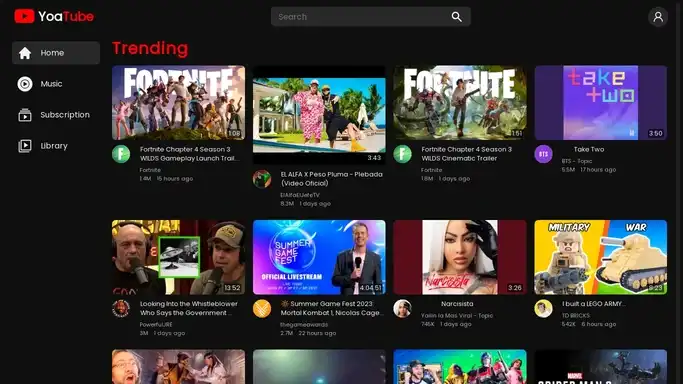 YoaTube
Search
Home
Music
Subscription
Library
Trending
FORTNITE
1:08
Fortnite Chapter 4 Season 3
WILDS Gameplay Launch Trail...
Fortnite
1.4M 15 hours ago
3:43
EL ALFA X Peso Pluma - Plebada
(Video Oficial)
ElAlfaElJefeTV
8.3M 1 days ago
FORTNITE
1:51
Fortnite Chapter 4 Season 3
WILDS Cinematic Trailer
Fortnite
1.8M 1 days ago
take
two
3:50
BTS
Take Two
BTS - Topic
5.5M 17 hours ago
13:52
Looking Into the Whistleblower
Who Says the Government ...
PowerfulJRE
3M 1 days ago
SUMMER
GAME
FEST
OFFICIAL LIVESTREAM
4:04:51
Summer Game Fest 2023:
Mortal Kombat 1, Nicolas Cage...
thegameawards
2.7M 22 hours ago
Narcisista
3:26
Narcisista
Yailin la Mas Viral - Topic
745K 1 days ago
MILITARY
WAR
8:23
I built a LEGO ARMY...
TD BRICKS
542K 6 hours ago
MARVEL
SPIDER-MAN 2